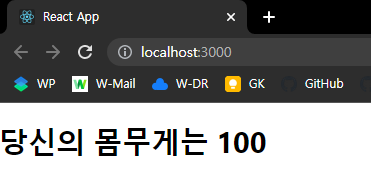 React App
localhost:3000
WP W-Mail W-DR GK GitHub
당신의 몸무게는 100